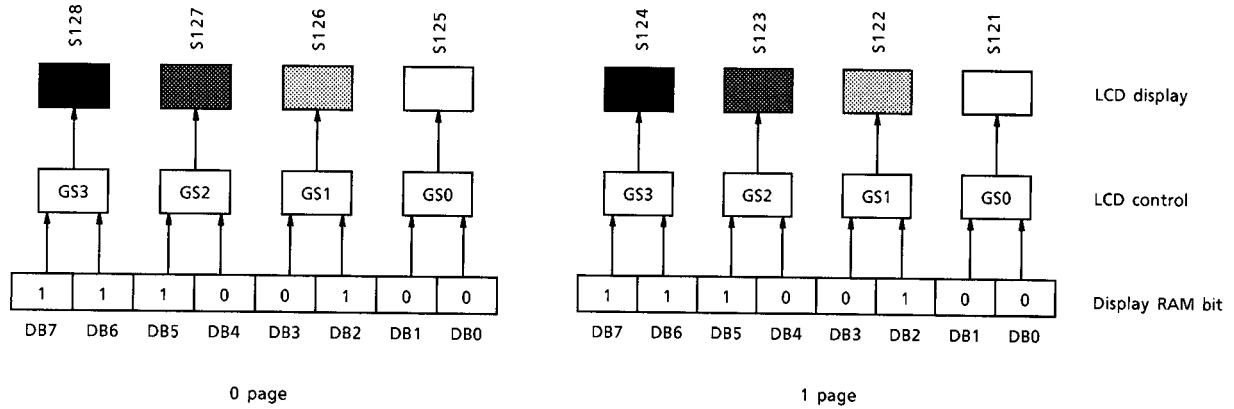 S128 S127 S126 S125 S124 S123 S122 S121
LCD display
GS3 GS2 GS1 GS0 GS3 GS2 GS1 GS0 LCD control
1 1 1 0 0 1 0 0 1 1 1 0 0 1 0 0 Display RAM bit
DB7 DB6 DB5 DB4 DB3 DB2 DB1 DB0 DB7 DB6 DB5 DB4 DB3 DB2 DB1 DB0
0 page 1 page